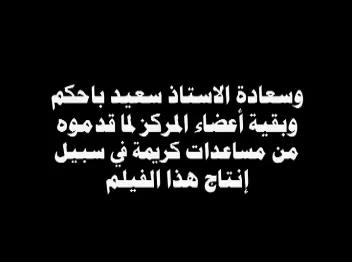 وسعادة الاستاذ سعيد باحكم
وبقية أعضاء المركز لما قدموه
من مساعدات كريمة في سبيل
إنتاج هذا الفيلم